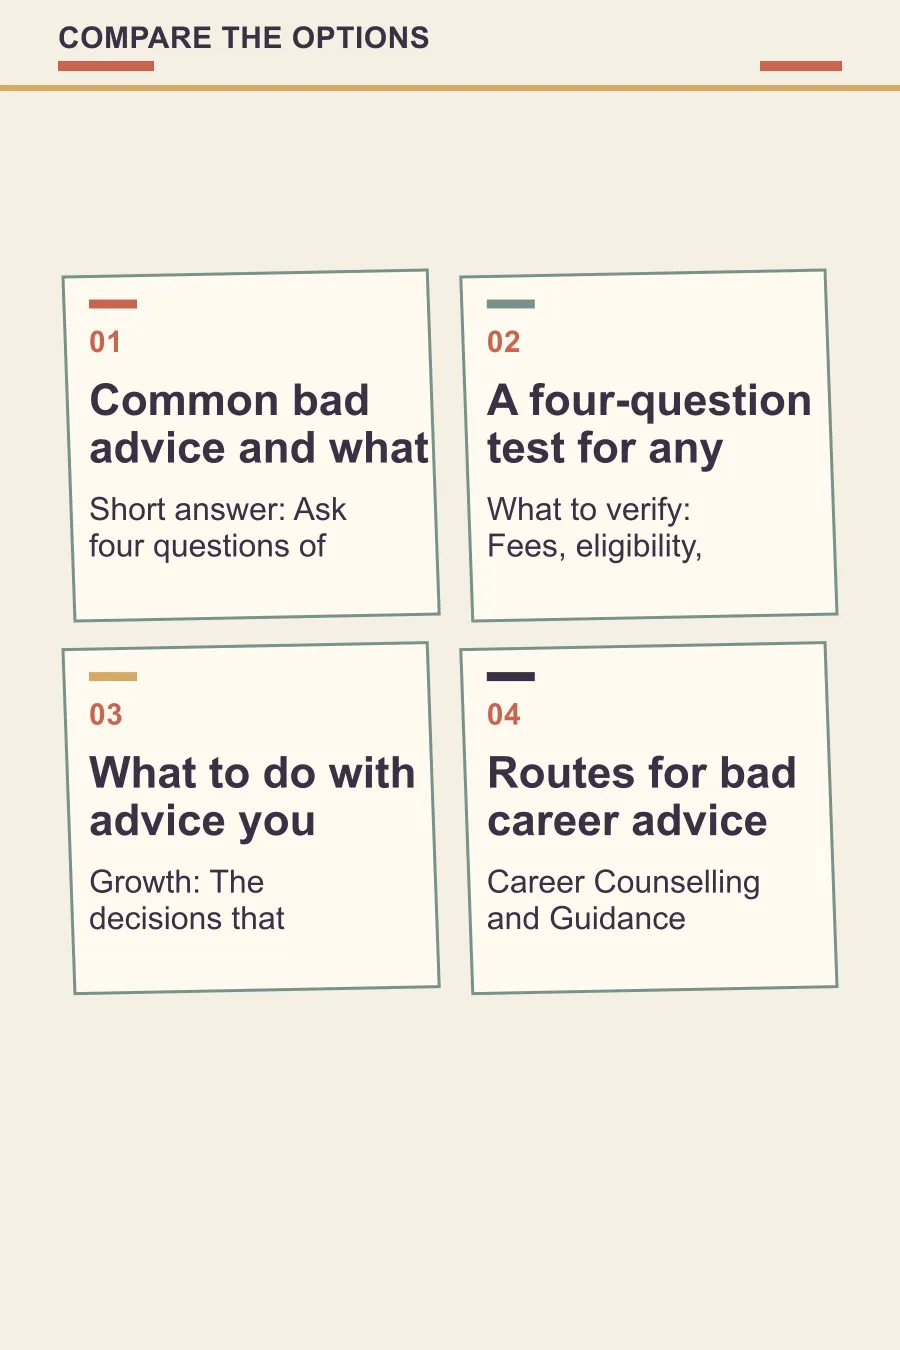 COMPARE THE OPTIONS
01
Common bad
advice and what
Short answer: Ask
four questions of
02
A four-question
test for any
What to verify:
Fees, eligibility,
03
What to do with
advice you
Growth: The
decisions that
04
Routes for bad
career advice
Career Counselling
and Guidance